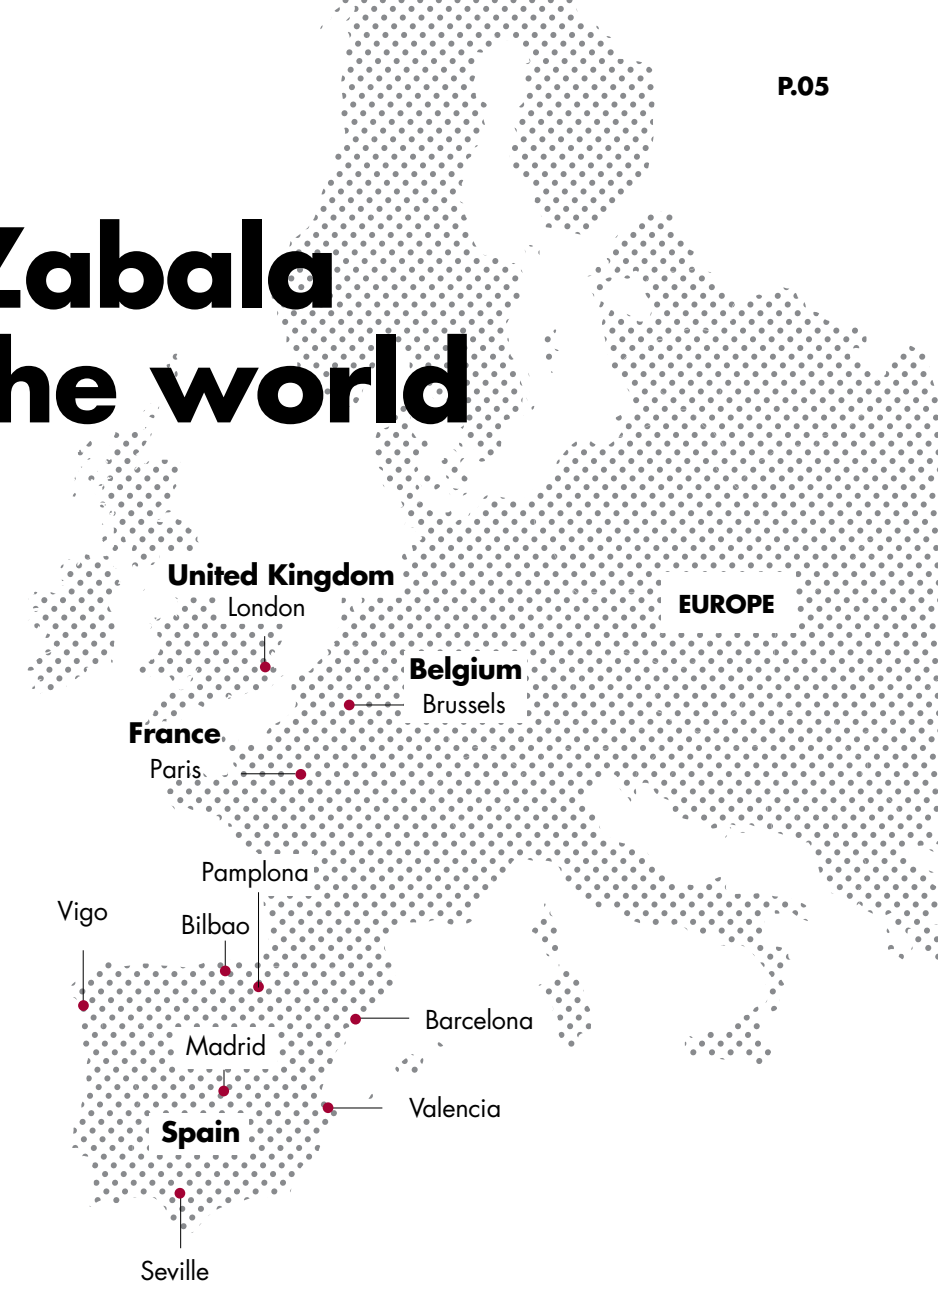 P.05
Zabala
he world
United Kingdom
London
EUROPE
Belgium
Brussels
France
Paris
Pamplona
Vigo
Bilbao
Barcelona
Madrid
Valencia
Spain
Seville